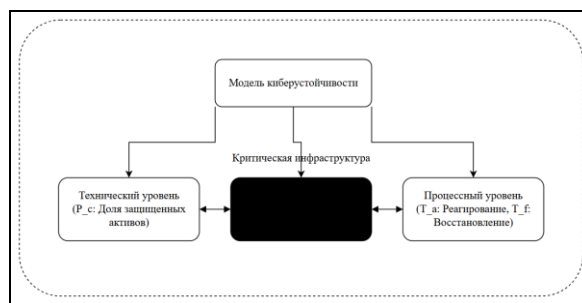 Модель киберустойчивости
Критическая инфраструктура
Технический уровень
(P_c: Доля защищенных
активов)
Процессный уровень
(T_a: Реагирование, T_f:
Восстановление)